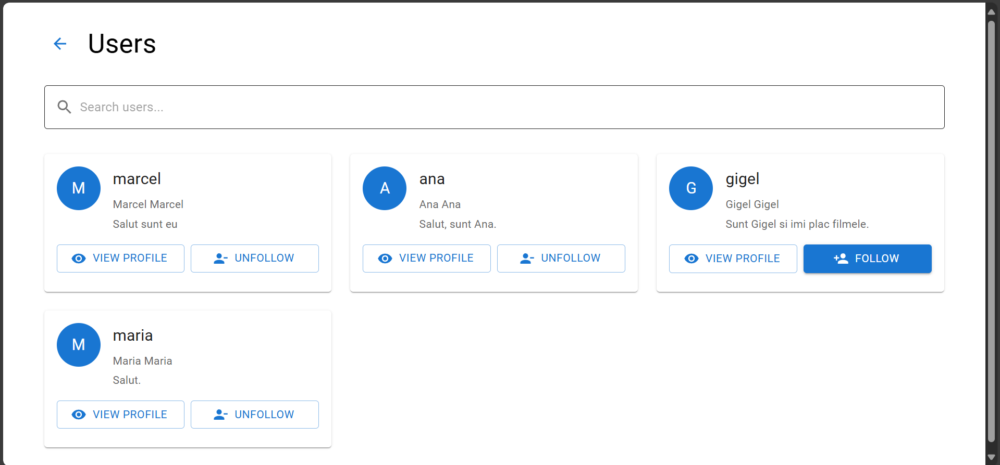 Users
Search users...
M
marcel
Marcel Marcel
Salut sunt eu
VIEW PROFILE
UNFOLLOW
A
ana
Ana Ana
Salut, sunt Ana.
VIEW PROFILE
UNFOLLOW
G
gigel
Gigel Gigel
Sunt Gigel si imi plac filmele.
VIEW PROFILE
FOLLOW
M
maria
Maria Maria
Salut.
VIEW PROFILE
UNFOLLOW